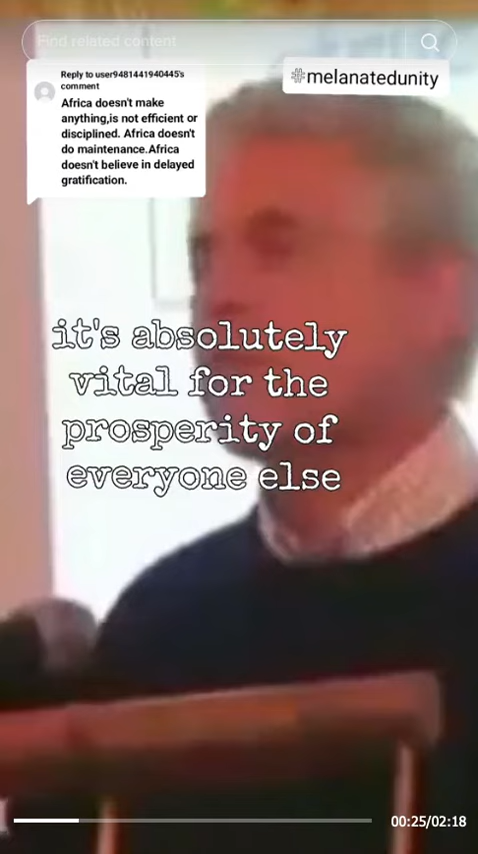 Find related content
#melanatedunity
Reply to user9481441940445's
comment
Africa doesn't make
anything,is not efficient or
disciplined. Africa doesn't
do maintenance.Africa
doesn't believe in delayed
gratification.
it's absolutely
vital for the
prosperity of
everyone else
00:25/02:18